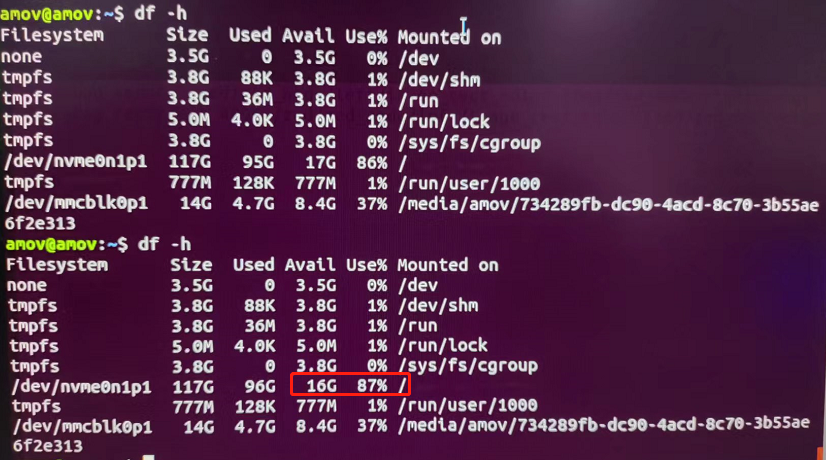 amov@amov:~$ df -h
Filesystem Size Used Avail Use% Mounted on
none 3.5G 0 3.5G 0% /dev
tmpfs 3.8G 88K 3.8G 1% /dev/shm
tmpfs 3.8G 36M 3.8G 1% /run
tmpfs 5.0M 4.0K 5.0M 1% /run/lock
tmpfs 3.8G 0 3.8G 0% /sys/fs/cgroup
/dev/nvme0n1p1 117G 95G 17G 86% /
tmpfs 777M 128K 777M 1% /run/user/1000
/dev/mmcblk0p1 14G 4.7G 8.4G 37% /media/amov/734289fb-dc90-4acd-8c70-3b55ae
6f2e313
amov@amov:~$ df -h
Filesystem Size Used Avail Use% Mounted on
none 3.5G 0 3.5G 0% /dev
tmpfs 3.8G 88K 3.8G 1% /dev/shm
tmpfs 3.8G 36M 3.8G 1% /run
tmpfs 5.0M 4.0K 5.0M 1% /run/lock
tmpfs 3.8G 0 3.8G 0% /sys/fs/cgroup
/dev/nvme0n1p1 117G 96G 16G 87% /
tmpfs 777M 128K 777M 1% /run/user/1000
/dev/mmcblk0p1 14G 4.7G 8.4G 37% /media/amov/734289fb-dc90-4acd-8c70-3b55ae
6f2e313